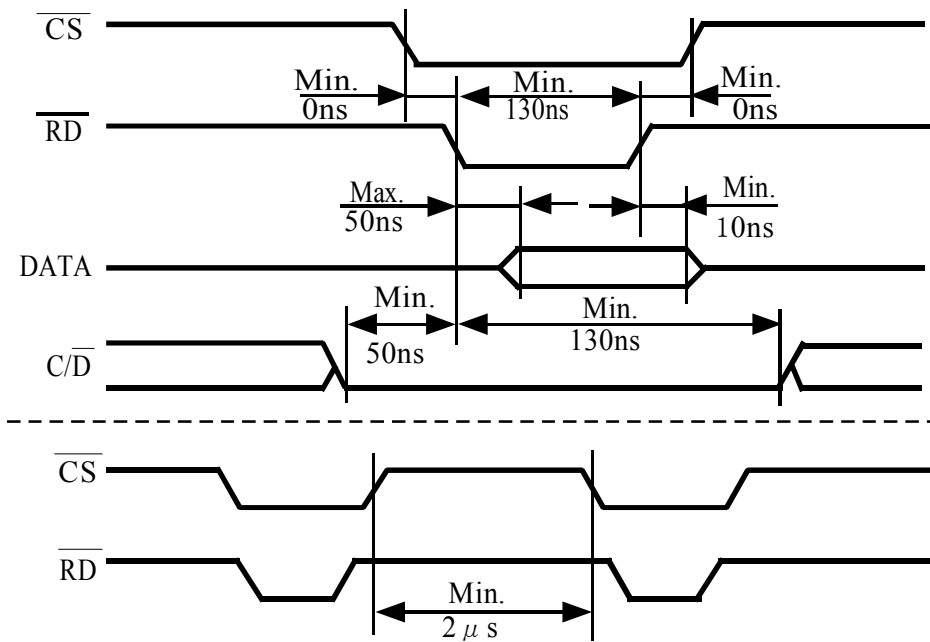 CS
Min. Min. Min.
0ns 130ns 0ns
RD
Max. Min.
50ns 10ns
DATA
Min. Min.
50ns 130ns
C/D
CS
RD
Min.
2μs